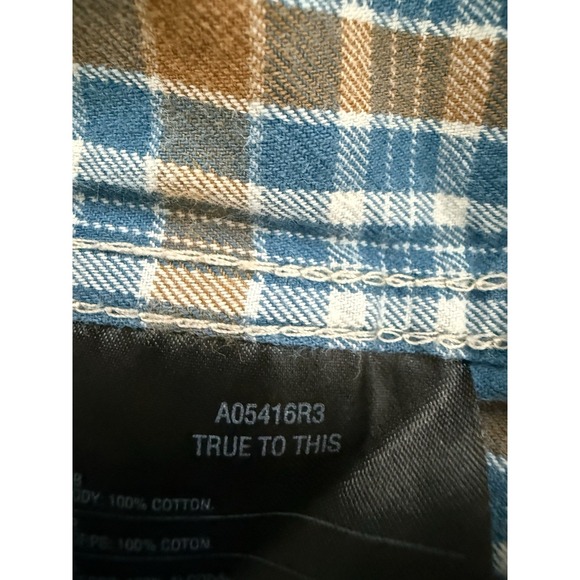 A05416R3
TRUE TO THIS
100% COTTON.
100% COTON